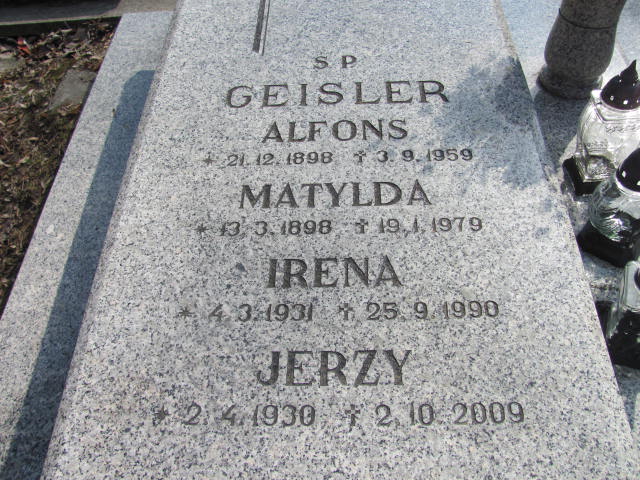 S P
GEISLER
ALFONS
* 21.12.1898 † 3.9.1959
MATYLDA
* 13.3.1898 † 19.1.1979
IRENA
* 4.3.1931 † 25.9.1990
JERZY
* 2.4.1930 † 2.10.2009